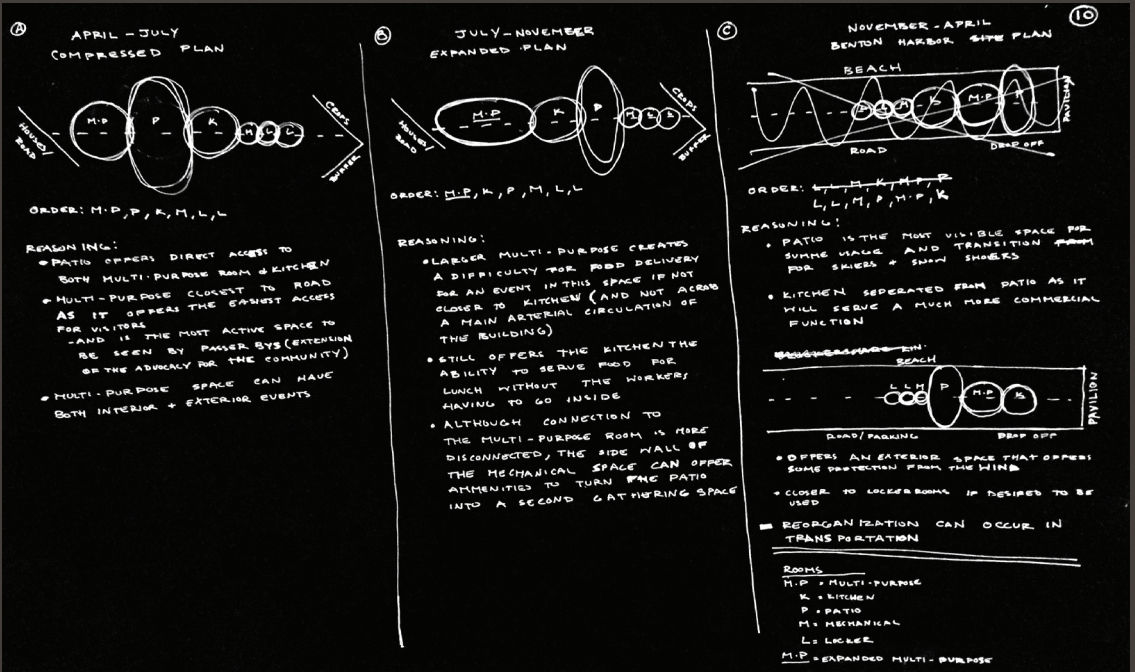 10
A
APRIL - JULY
COMPRESSED PLAN
HOUSES/
ROAD
M.P
P
K
M
L
L
CROPS
BUFFER
ORDER: M.P, P, K, M, L, L
REASONING:
• PATIO OFFERS DIRECT ACCESS TO
BOTH MULTI-PURPOSE ROOM & KITCHEN
• MULTI-PURPOSE CLOSEST TO ROAD
AS IT OFFERS THE EASIEST ACCESS
FOR VISITORS
- AND IS THE MOST ACTIVE SPACE TO
BE SEEN BY PASSER BYS (EXTENSION
OF THE ADVOCACY FOR THE COMMUNITY)
• MULTI-PURPOSE SPACE CAN HAVE
BOTH INTERIOR + EXTERIOR EVENTS
B
JULY - NOVEMBER
EXPANDED PLAN
HOUSES/
ROAD
M.P
K
P
M
L
L
CROPS
BUFFER
ORDER: M.P, K, P, M, L, L
REASONING:
• LARGER MULTI-PURPOSE CREATES
A DIFFICULTY FOR FOOD DELIVERY
FOR AN EVENT IN THIS SPACE IF NOT
CLOSER TO KITCHEN (AND NOT ACROSS
A MAIN ARTERIAL CIRCULATION OF
THE BUILDING)
• STILL OFFERS THE KITCHEN THE
ABILITY TO SERVE FOOD FOR
LUNCH WITHOUT THE WORKERS
HAVING TO GO INSIDE
• ALTHOUGH CONNECTION TO
THE MULTI-PURPOSE ROOM IS MORE
DISCONNECTED, THE SIDE WALL OF
THE MECHANICAL SPACE CAN OFFER
AMMENITIES TO TURN THE PATIO
INTO A SECOND GATHERING SPACE
C
NOVEMBER - APRIL
BENTON HARBOR SITE PLAN
BEACH
K
M.P
PAVILION
ROAD
DROP OFF
ORDER: L, L, M, K, M.P, P
L, L, M, P, M.P, K
REASONING:
• PATIO IS THE MOST VISIBLE SPACE FOR
SUMME USAGE AND TRANSITION FROM
FOR SKIERS + SNOW SHOERS
• KITCHEN SEPERATED FROM PATIO AS IT
WILL SERVE A MUCH MORE COMMERCIAL
FUNCTION
BEACH
L L M P M.P K
PAVILION
ROAD/PARKING
DROP OFF
• OFFERS AN EXTERIOR SPACE THAT OFFERS
SOME PROTECTION FROM THE WIND
• CLOSER TO LOCKER ROOMS IF DESIRED TO BE
USED
- REORGANIZATION CAN OCCUR IN
TRANSPORTATION
ROOMS
M.P = MULTI-PURPOSE
K = KITCHEN
P = PATIO
M = MECHANICAL
L = LOCKER
M.P = EXPANDED MULTI-PURPOSE